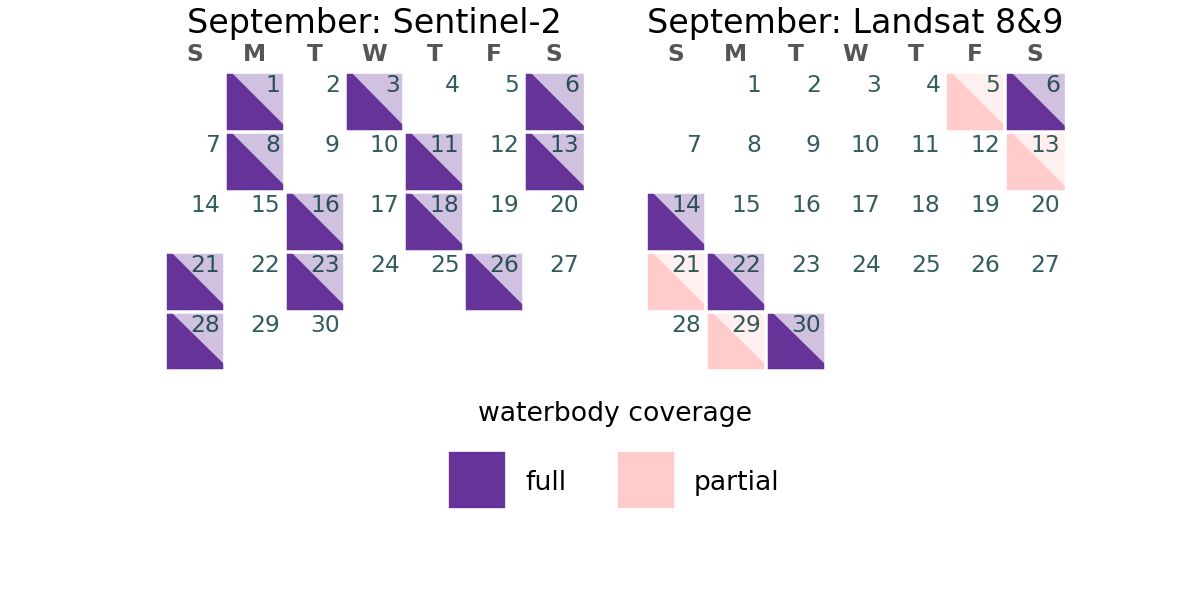 September: Sentinel-2
S M T W T F S
1 2 3 4 5 6
7 8 9 10 11 12 13
14 15 16 17 18 19 20
21 22 23 24 25 26 27
28 29 30
September: Landsat 8&9
S M T W T F S
1 2 3 4 5 6
7 8 9 10 11 12 13
14 15 16 17 18 19 20
21 22 23 24 25 26 27
28 29 30
waterbody coverage
full partial